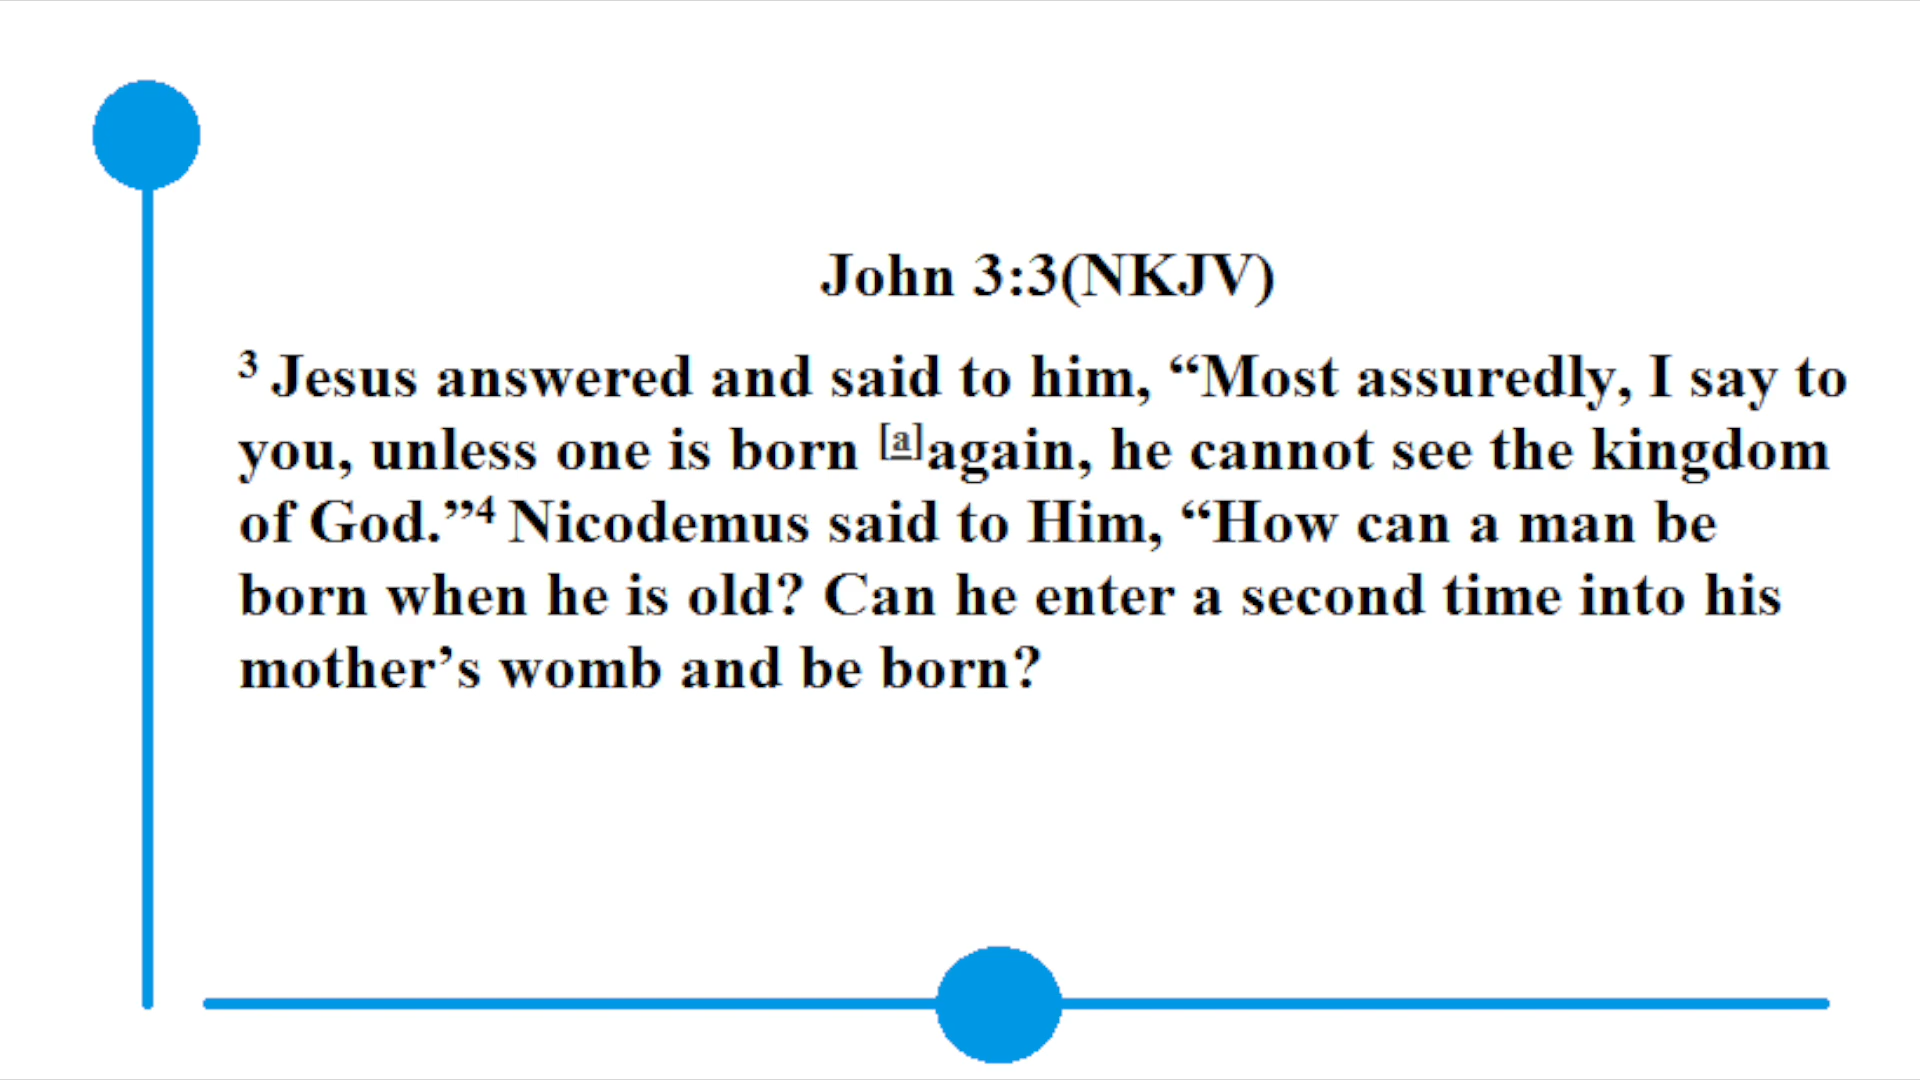 John 3:3(NKJV)
³ Jesus answered and said to him, “Most assuredly, I say to
you, unless one is born [a]again, he cannot see the kingdom
of God.”⁴ Nicodemus said to Him, “How can a man be
born when he is old? Can he enter a second time into his
mother’s womb and be born?